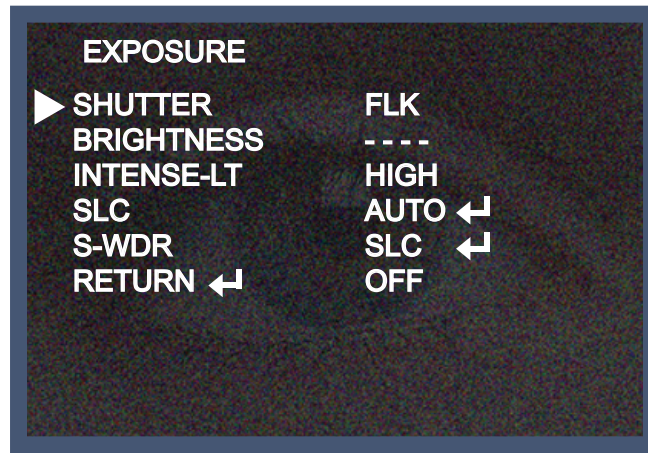 EXPOSURE
SHUTTER FLK
BRIGHTNESS ----
INTENSE-LT HIGH
SLC AUTO ↲
S-WDR SLC ↲
RETURN ↲ OFF